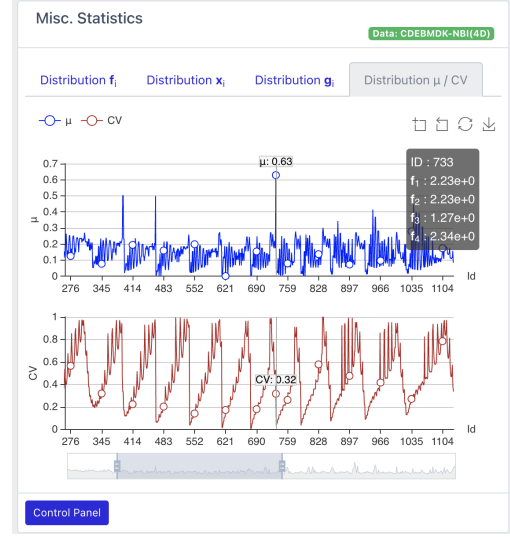 Misc. Statistics
Data: CDEBMDK-NBI(4D)
Distribution fi
Distribution xi
Distribution gi
Distribution μ / CV
μ
CV
ID : 733
f1 : 2.23e+0
f2 : 2.23e+0
f3 : 1.27e+0
f4 : 2.34e+0
μ: 0.63
μ
0.7
0.6
0.5
0.4
0.3
0.2
0.1
0
276 345 414 483 552 621 690 759 828 897 966 1035 1104
Id
CV
1
0.8
0.6
0.4
0.2
0
CV: 0.32
276 345 414 483 552 621 690 759 828 897 966 1035 1104
Id
Control Panel